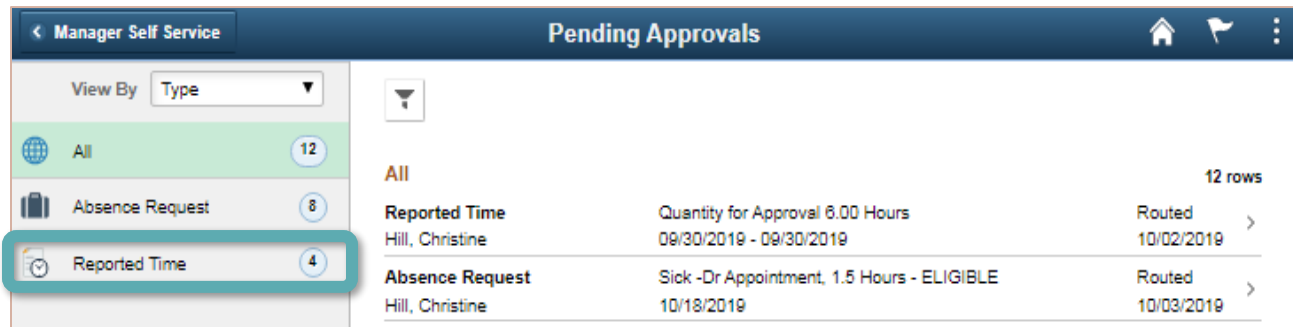 Manager Self Service
Pending Approvals
View By Type
All 12
Absence Request 8
Reported Time 4
All 12 rows
Reported Time Quantity for Approval 6.00 Hours Routed
Hill, Christine 09/30/2019 - 09/30/2019 10/02/2019
Absence Request Sick -Dr Appointment, 1.5 Hours - ELIGIBLE Routed
Hill, Christine 10/18/2019 10/03/2019